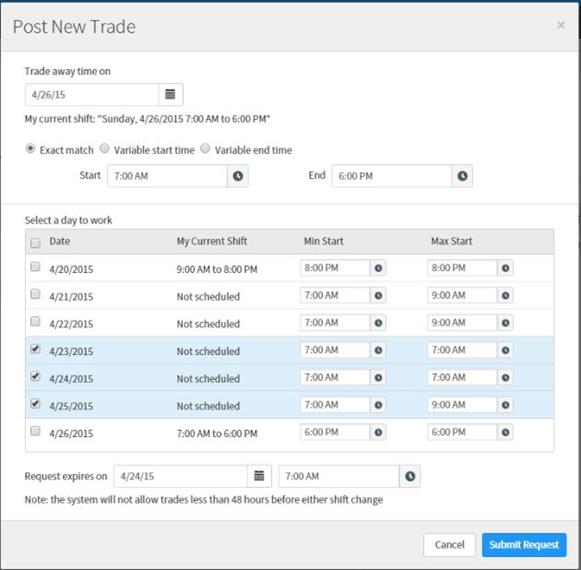 Post New Trade ×
Trade away time on
4/26/15
My current shift: "Sunday, 4/26/2015 7:00 AM to 6:00 PM"
Exact match Variable start time Variable end time
Start 7:00 AM End 6:00 PM
Select a day to work
Date My Current Shift Min Start Max Start
4/20/2015 9:00 AM to 8:00 PM 8:00 PM 8:00 PM
4/21/2015 Not scheduled 7:00 AM 9:00 AM
4/22/2015 Not scheduled 7:00 AM 9:00 AM
4/23/2015 Not scheduled 7:00 AM 7:00 AM
4/24/2015 Not scheduled 7:00 AM 7:00 AM
4/25/2015 Not scheduled 7:00 AM 9:00 AM
4/26/2015 7:00 AM to 6:00 PM 6:00 PM 6:00 PM
Request expires on 4/24/15 7:00 AM
Note: the system will not allow trades less than 48 hours before either shift change
Cancel Submit Request